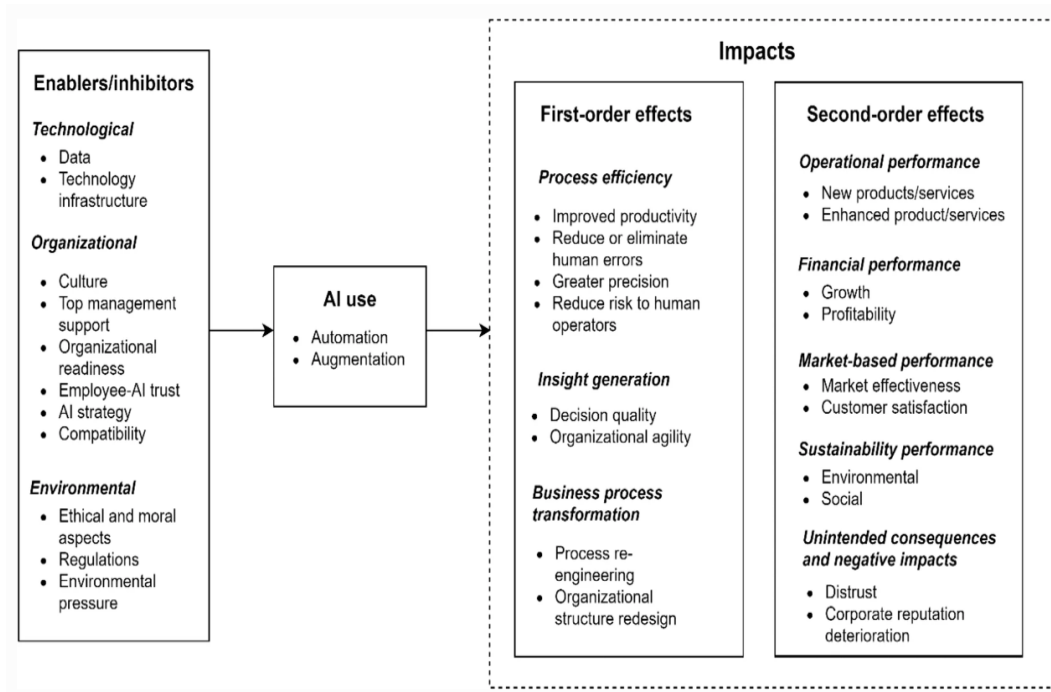 Enablers/inhibitors
Technological
• Data
• Technology
infrastructure
Organizational
• Culture
• Top management
support
• Organizational
readiness
• Employee-AI trust
• AI strategy
• Compatibility
Environmental
• Ethical and moral
aspects
• Regulations
• Environmental
pressure
AI use
• Automation
• Augmentation
Impacts
First-order effects
Process efficiency
• Improved productivity
• Reduce or eliminate
human errors
• Greater precision
• Reduce risk to human
operators
Insight generation
• Decision quality
• Organizational agility
Business process
transformation
• Process re-
engineering
• Organizational
structure redesign
Second-order effects
Operational performance
• New products/services
• Enhanced product/services
Financial performance
• Growth
• Profitability
Market-based performance
• Market effectiveness
• Customer satisfaction
Sustainability performance
• Environmental
• Social
Unintended consequences
and negative impacts
• Distrust
• Corporate reputation
deterioration